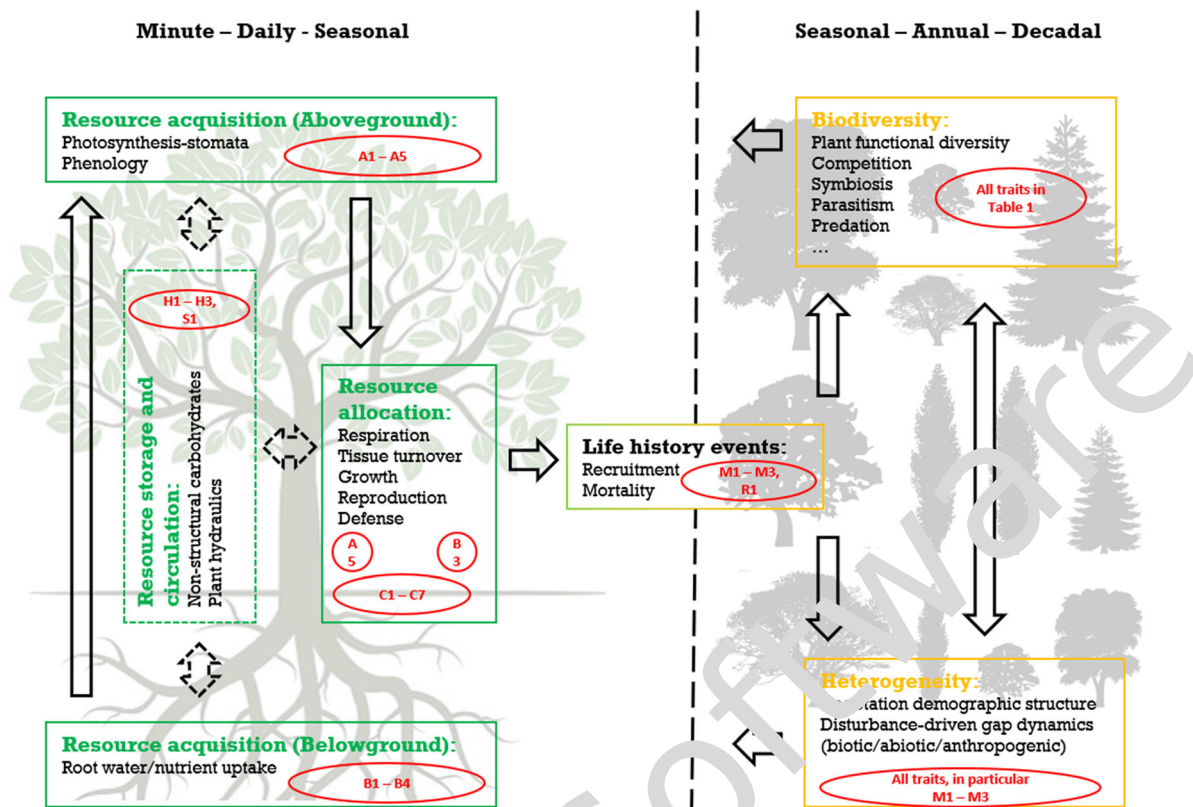 Minute – Daily - Seasonal
Seasonal – Annual – Decadal
Resource acquisition (Aboveground):
Photosynthesis-stomata
Phenology
A1 – A5
Biodiversity:
Plant functional diversity
Competition
Symbiosis
Parasitism
Predation
...
All traits in
Table 1
H1 – H3,
S1
Resource storage and
circulation:
Non-structural carbohydrates
Plant hydraulics
Resource
allocation:
Respiration
Tissue turnover
Growth
Reproduction
Defense
A
5
B
3
C1 – C7
Life history events:
Recruitment
Mortality
M1 – M3,
R1
Resource acquisition (Belowground):
Root water/nutrient uptake
B1 – B4
Heterogeneity:
demographic structure
Disturbance-driven gap dynamics
(biotic/abiotic/anthropogenic)
All traits, in particular
M1 – M3
software